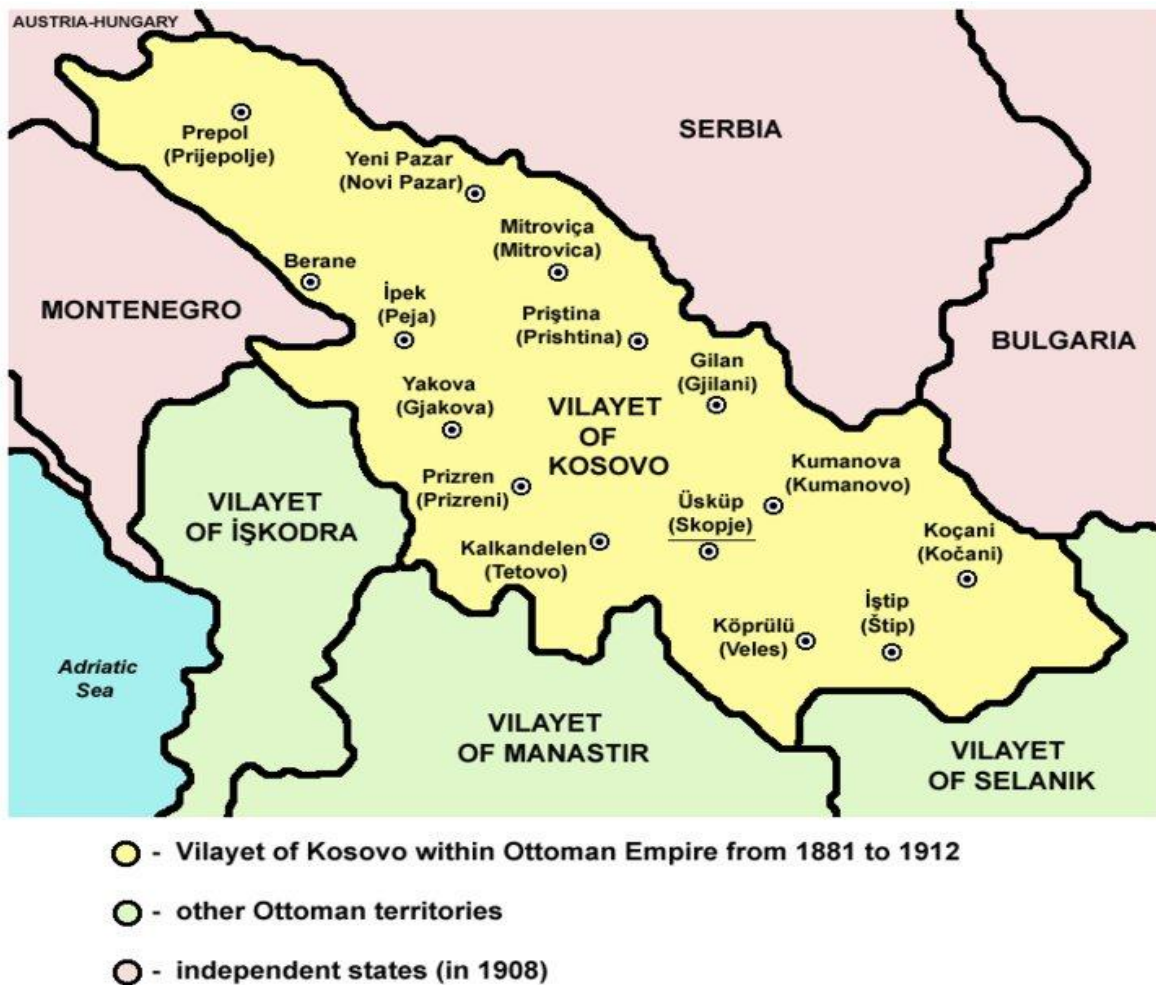 AUSTRIA-HUNGARY
SERBIA
Prepol
(Prijepolje)
Yeni Pazar
(Novi Pazar)
Mitroviça
(Mitrovica)
Berane
MONTENEGRO
İpek
(Peja)
Priştina
(Prishtina)
BULGARIA
Gilan
(Gjilani)
Yakova
(Gjakova)
VILAYET
OF
KOSOVO
Kumanova
(Kumanovo)
Prizren
(Prizreni)
VILAYET
OF İŞKODRA
Üsküp
(Skopje)
Koçani
(Kočani)
Kalkandelen
(Tetovo)
İştip
(Štip)
Köprülü
(Veles)
Adriatic
Sea
VILAYET
OF MANASTIR
VILAYET
OF SELANIK
- Vilayet of Kosovo within Ottoman Empire from 1881 to 1912
- other Ottoman territories
- independent states (in 1908)